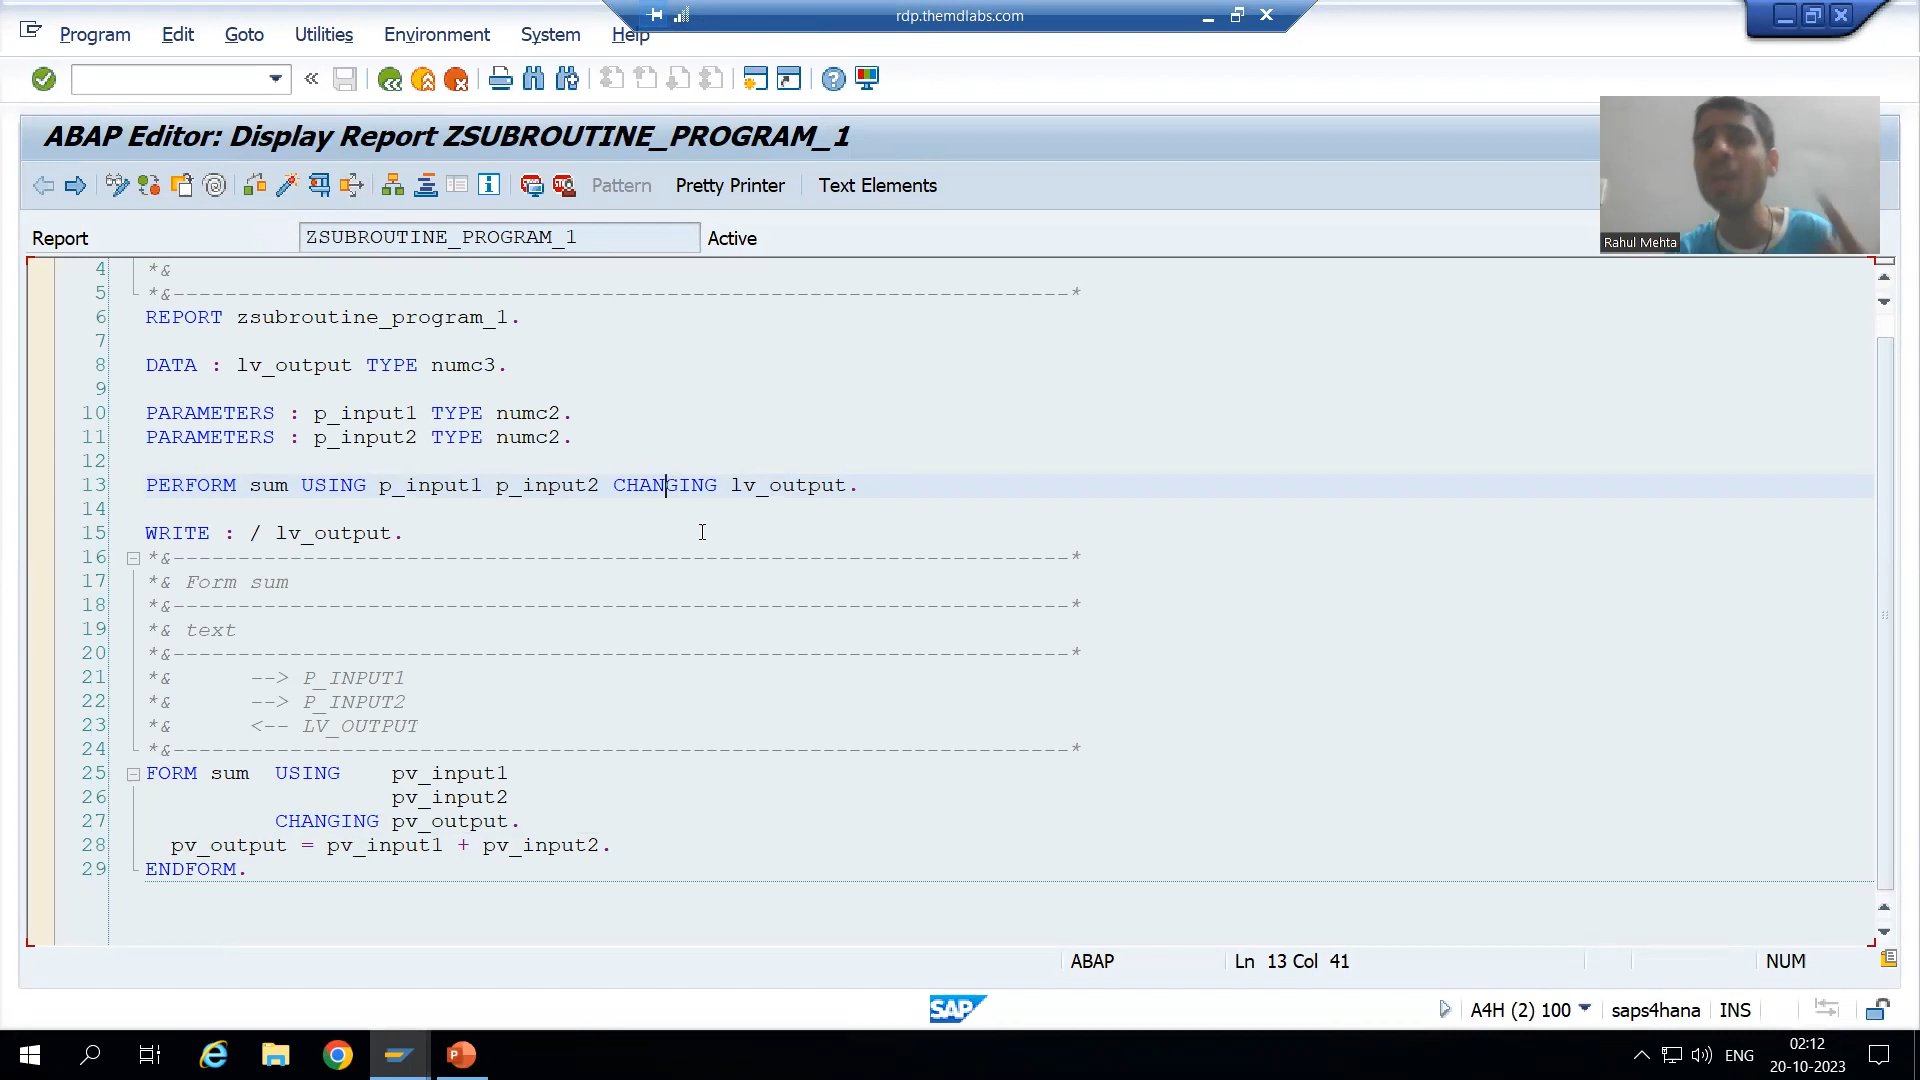 rdp.themdlabs.com
Program Edit Goto Utilities Environment System Help
ABAP Editor: Display Report ZSUBROUTINE_PROGRAM_1
Pattern Pretty Printer Text Elements
Report ZSUBROUTINE_PROGRAM_1 Active
Rahul Mehta
4 *&
5 *&---------------------------------------------------------------------*
6 REPORT zsubroutine_program_1.
7
8 DATA : lv_output TYPE numc3.
9
10 PARAMETERS : p_input1 TYPE numc2.
11 PARAMETERS : p_input2 TYPE numc2.
12
13 PERFORM sum USING p_input1 p_input2 CHANGING lv_output.
14
15 WRITE : / lv_output.
16 *&---------------------------------------------------------------------*
17 *& Form sum
18 *&---------------------------------------------------------------------*
19 *& text
20 *&---------------------------------------------------------------------*
21 *&      --> P_INPUT1
22 *&      --> P_INPUT2
23 *&      <-- LV_OUTPUT
24 *&---------------------------------------------------------------------*
25 FORM sum  USING    pv_input1
26                    pv_input2
27           CHANGING pv_output.
28   pv_output = pv_input1 + pv_input2.
29 ENDFORM.
ABAP Ln 13 Col 41 NUM
SAP A4H (2) 100 saps4hana INS
ENG 02:12
20-10-2023